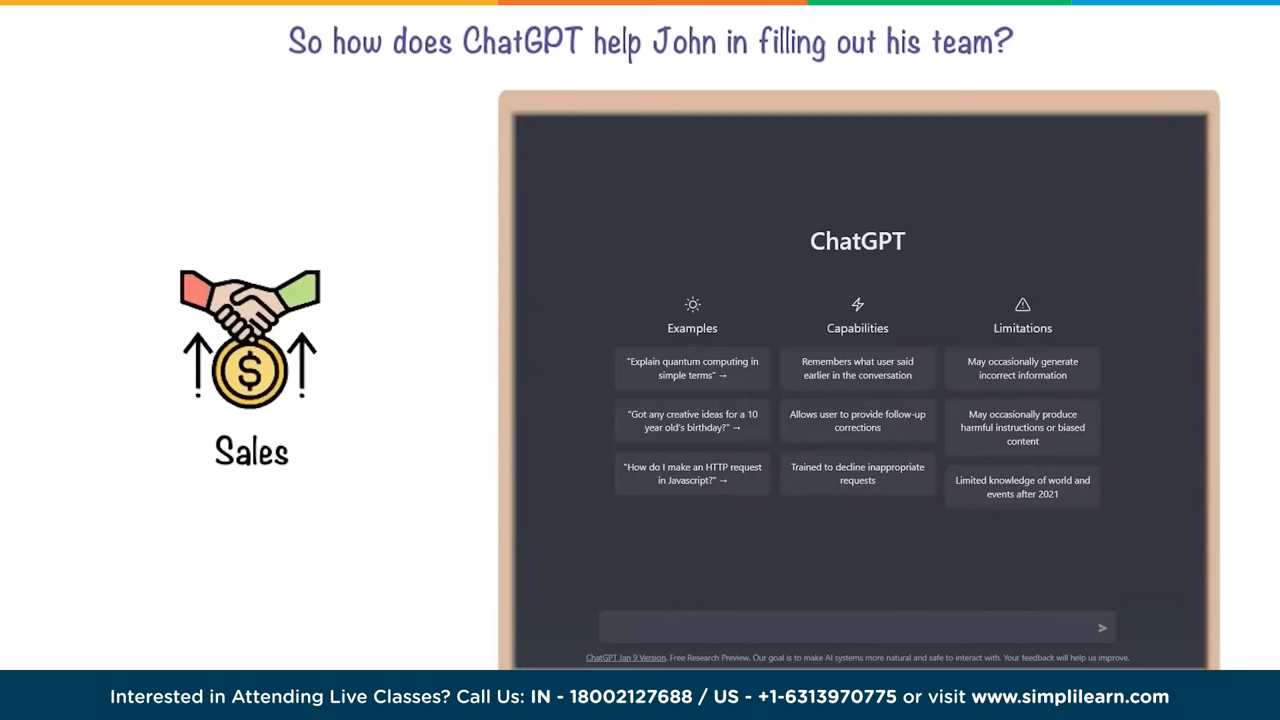 So how does ChatGPT help John in filling out his team?
Sales
ChatGPT
Examples
"Explain quantum computing in
simple terms" →
"Got any creative ideas for a 10
year old's birthday?" →
"How do I make an HTTP request
in Javascript?" →
Capabilities
Remembers what user said
earlier in the conversation
Allows user to provide follow-up
corrections
Trained to decline inappropriate
requests
Limitations
May occasionally generate
incorrect information
May occasionally produce
harmful instructions or biased
content
Limited knowledge of world and
events after 2021
ChatGPT Jan 9 Version. Free Research Preview. Our goal is to make AI systems more natural and safe to interact with. Your feedback will help us improve.
Interested in Attending Live Classes? Call Us: IN - 18002127688 / US - +1-6313970775 or visit www.simplilearn.com